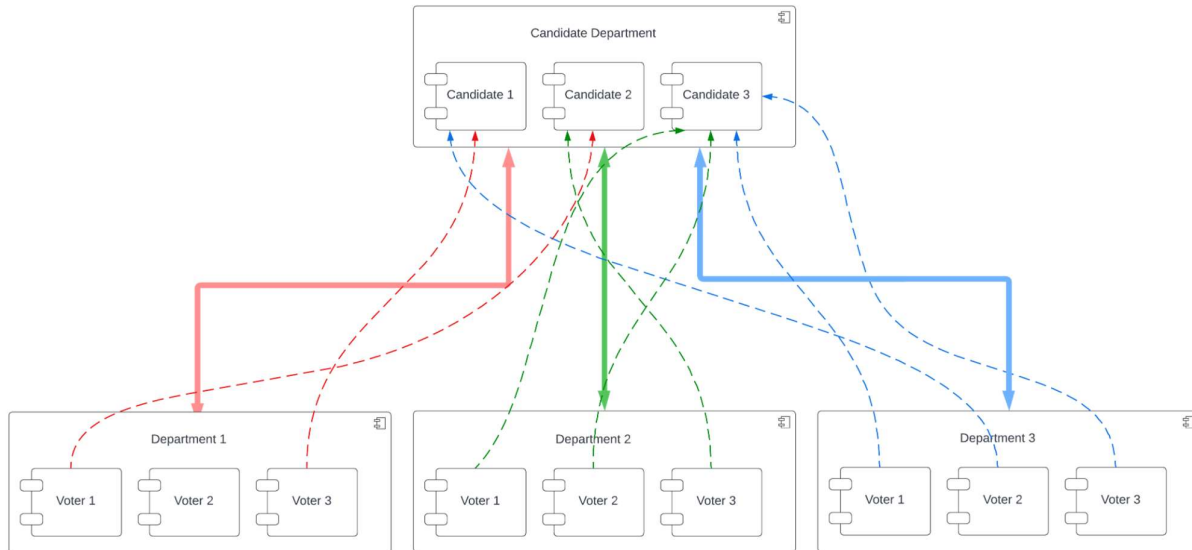 Candidate Department
Candidate 1
Candidate 2
Candidate 3
Department 1
Department 2
Department 3
Voter 1
Voter 2
Voter 3
Voter 1
Voter 2
Voter 3
Voter 1
Voter 2
Voter 3